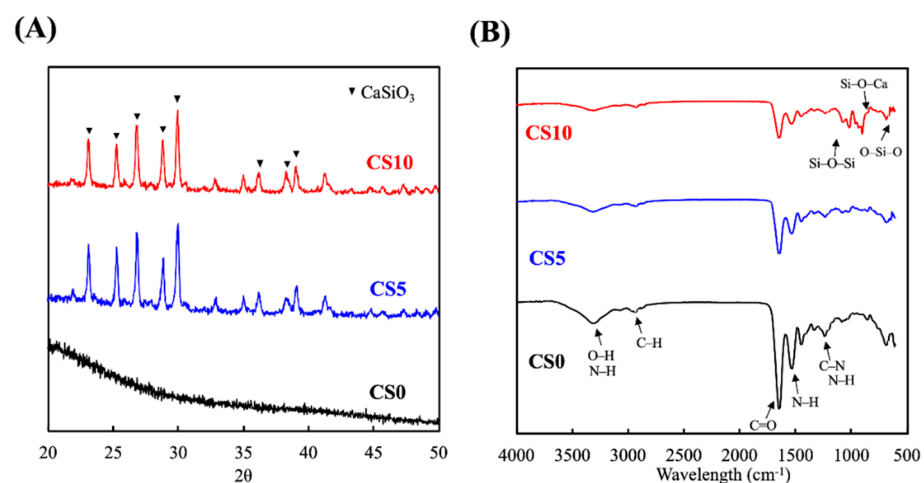 (A)
▼ CaSiO3
CS10
CS5
CS0
20 25 30 35 40 45 50
2θ
(B)
Si–O–Ca
CS10
O–Si–O
Si–O–Si
CS5
CS0
O–H
N–H
C–H
C–N
N–H
N–H
C=O
4000 3500 3000 2500 2000 1500 1000 500
Wavelength (cm⁻¹)